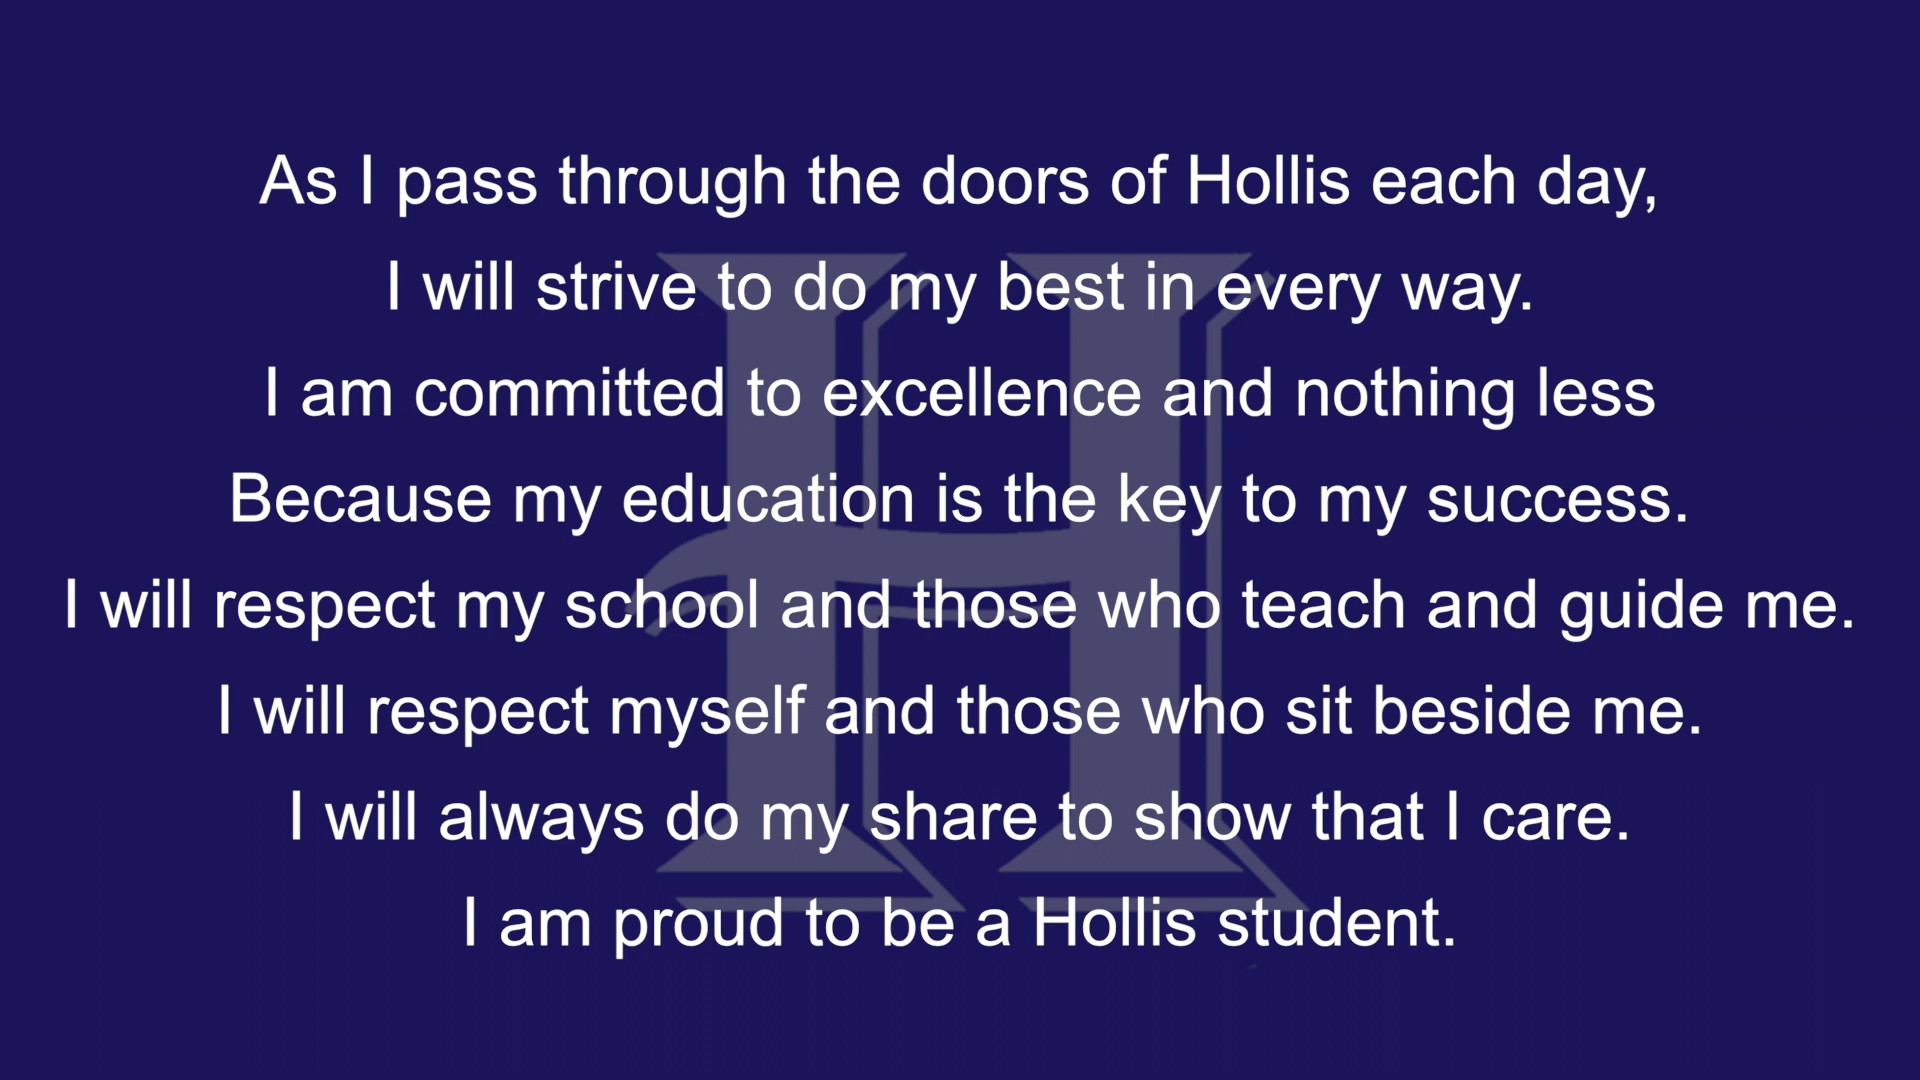 As I pass through the doors of Hollis each day,
I will strive to do my best in every way.
I am committed to excellence and nothing less
Because my education is the key to my success.
I will respect my school and those who teach and guide me.
I will respect myself and those who sit beside me.
I will always do my share to show that I care.
I am proud to be a Hollis student.
H